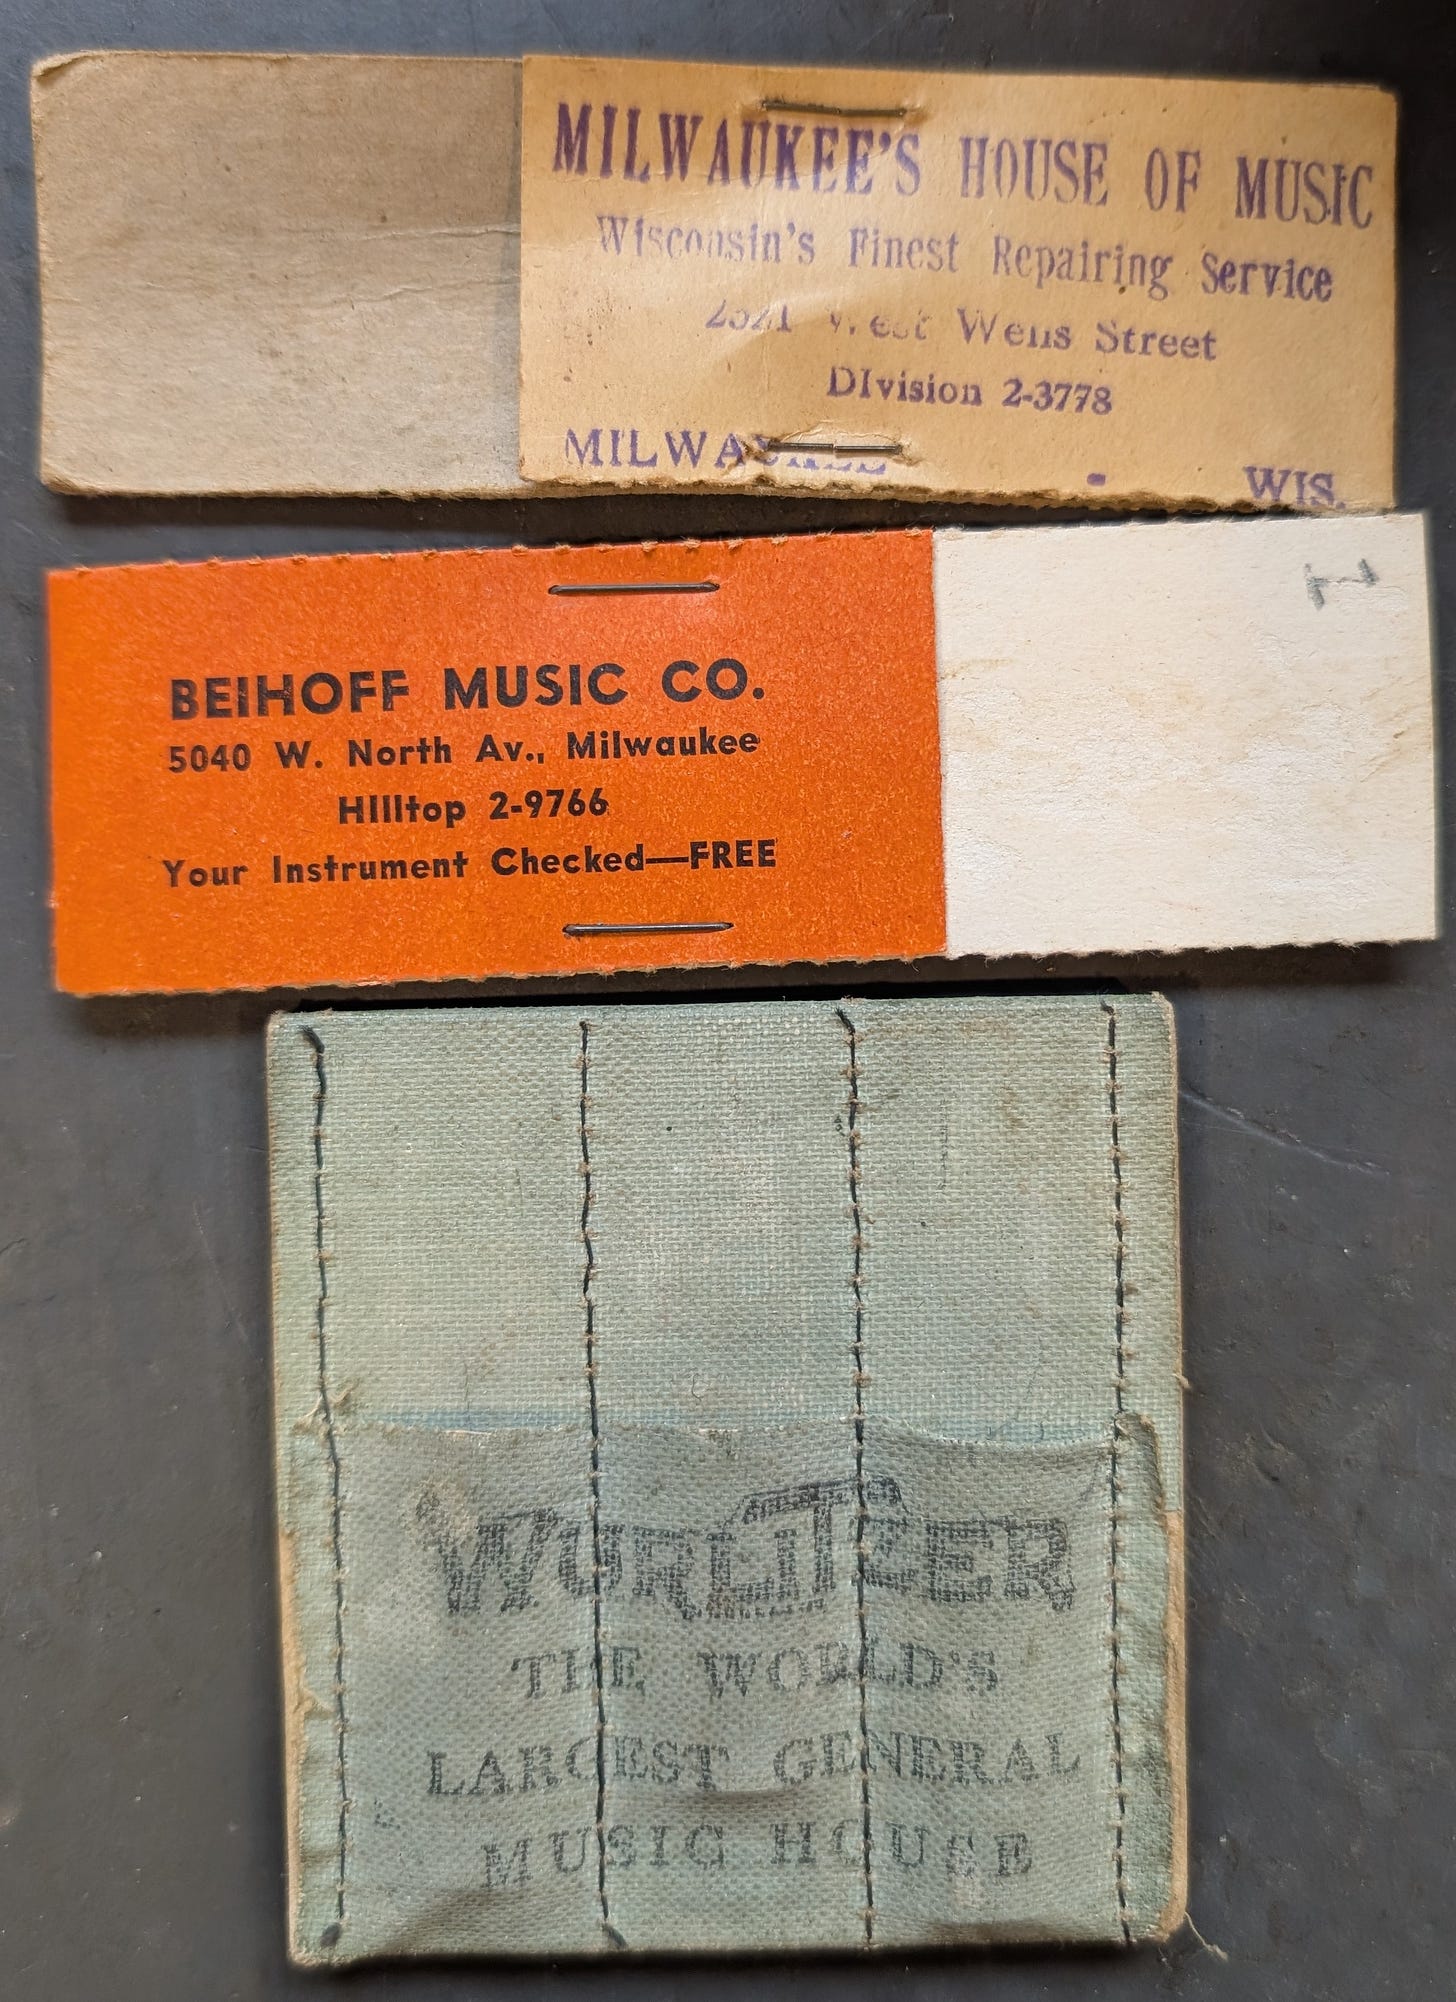 MILWAUKEE'S HOUSE OF MUSIC
Wisconsin's Finest Repairing Service
West Wells Street
DIvision 2-3778
MILWAUKEE - WIS.
1
BEIHOFF MUSIC CO.
5040 W. North Av., Milwaukee
HIlltop 2-9766
Your Instrument Checked—FREE
WURLITZER
THE WORLD'S
LARGEST GENERAL
MUSIC HOUSE